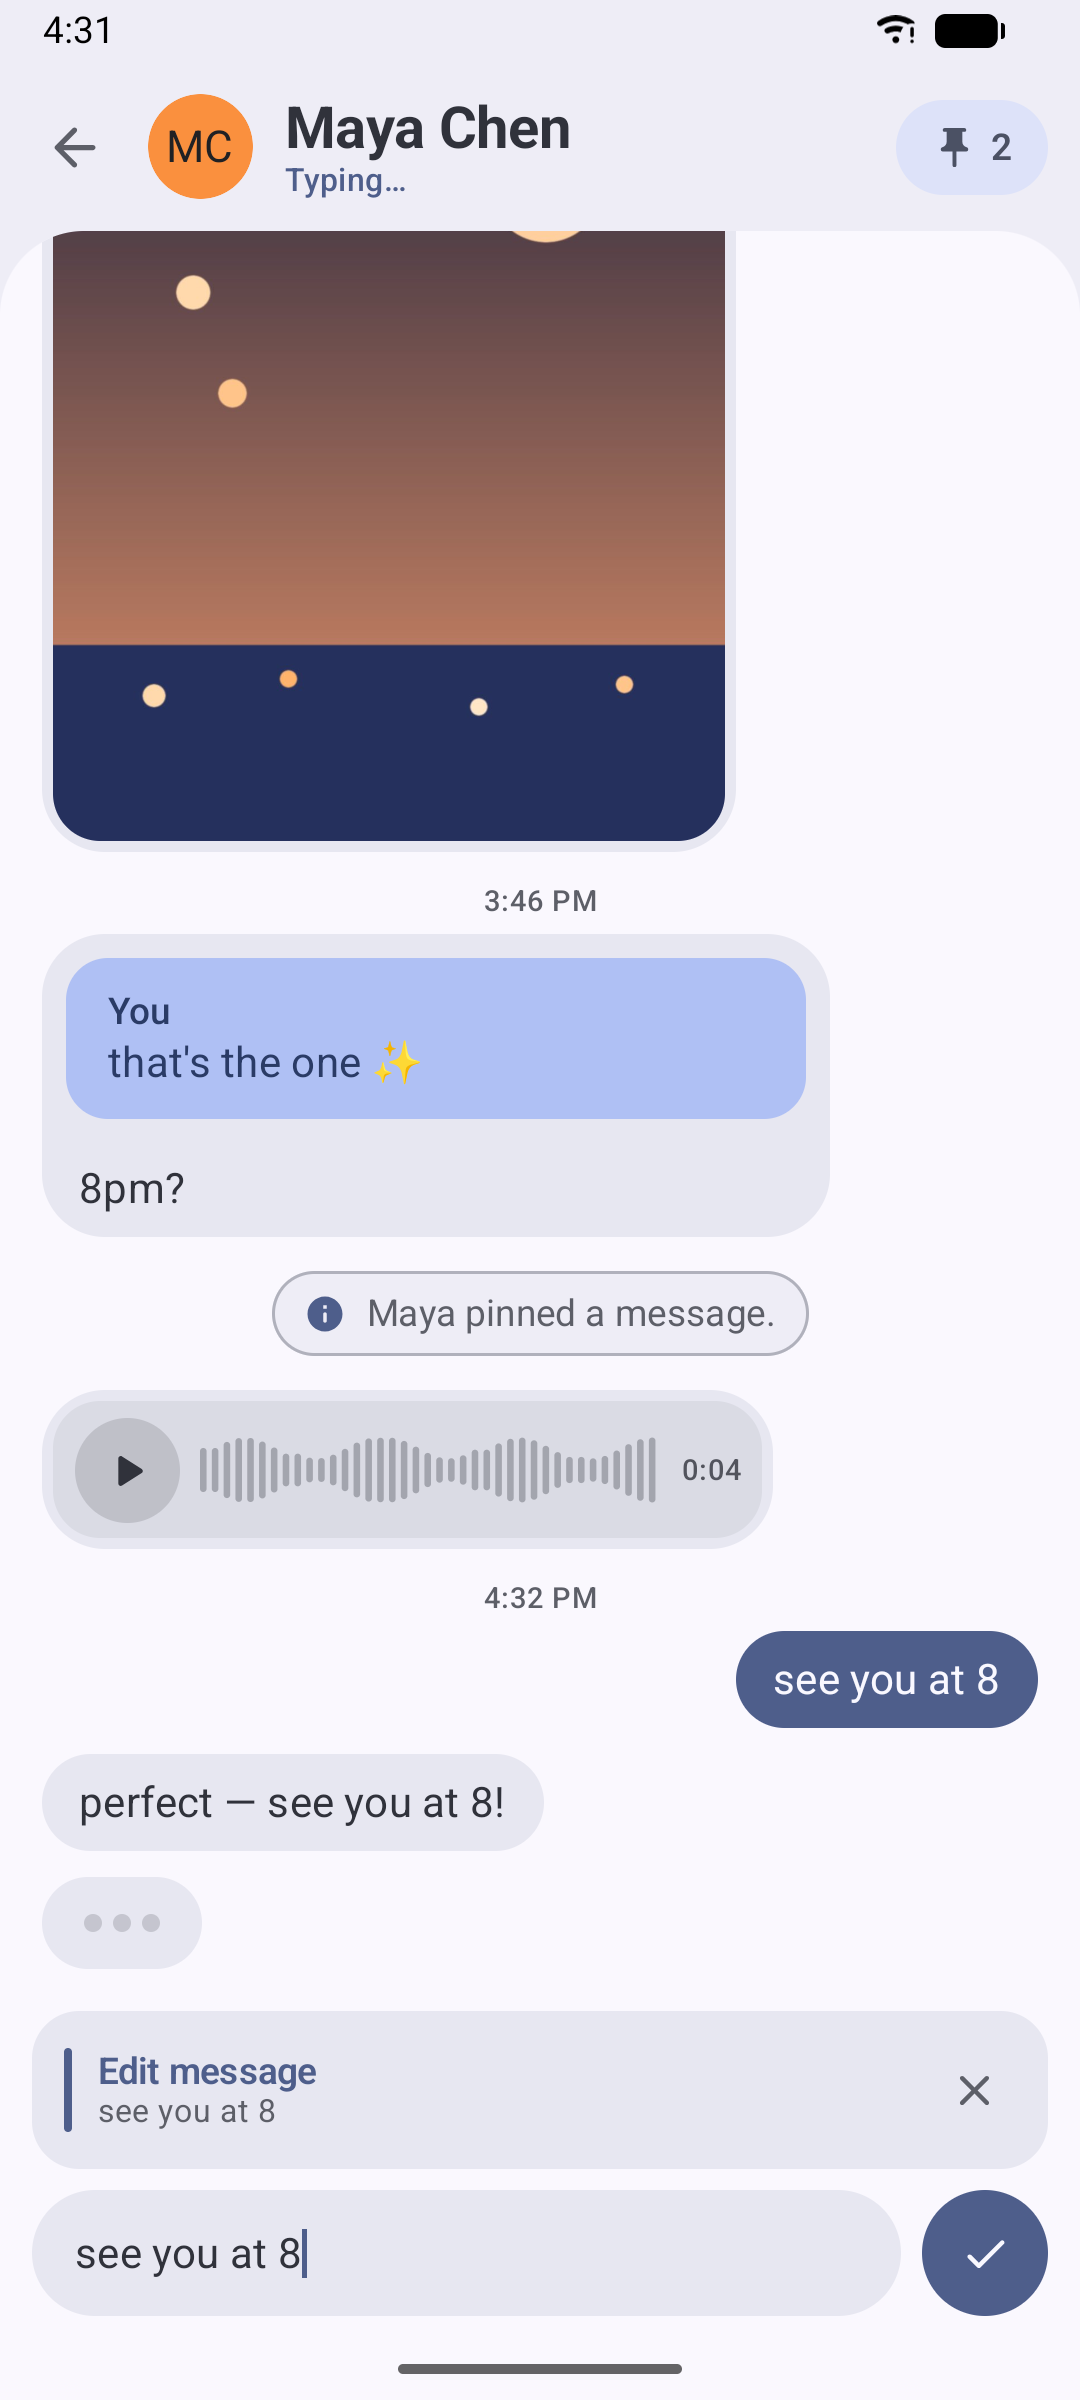 4:31
MC
Maya Chen
Typing…
2
3:46 PM
You
that's the one ✨
8pm?
Maya pinned a message.
0:04
4:32 PM
see you at 8
perfect — see you at 8!
Edit message
see you at 8
see you at 8